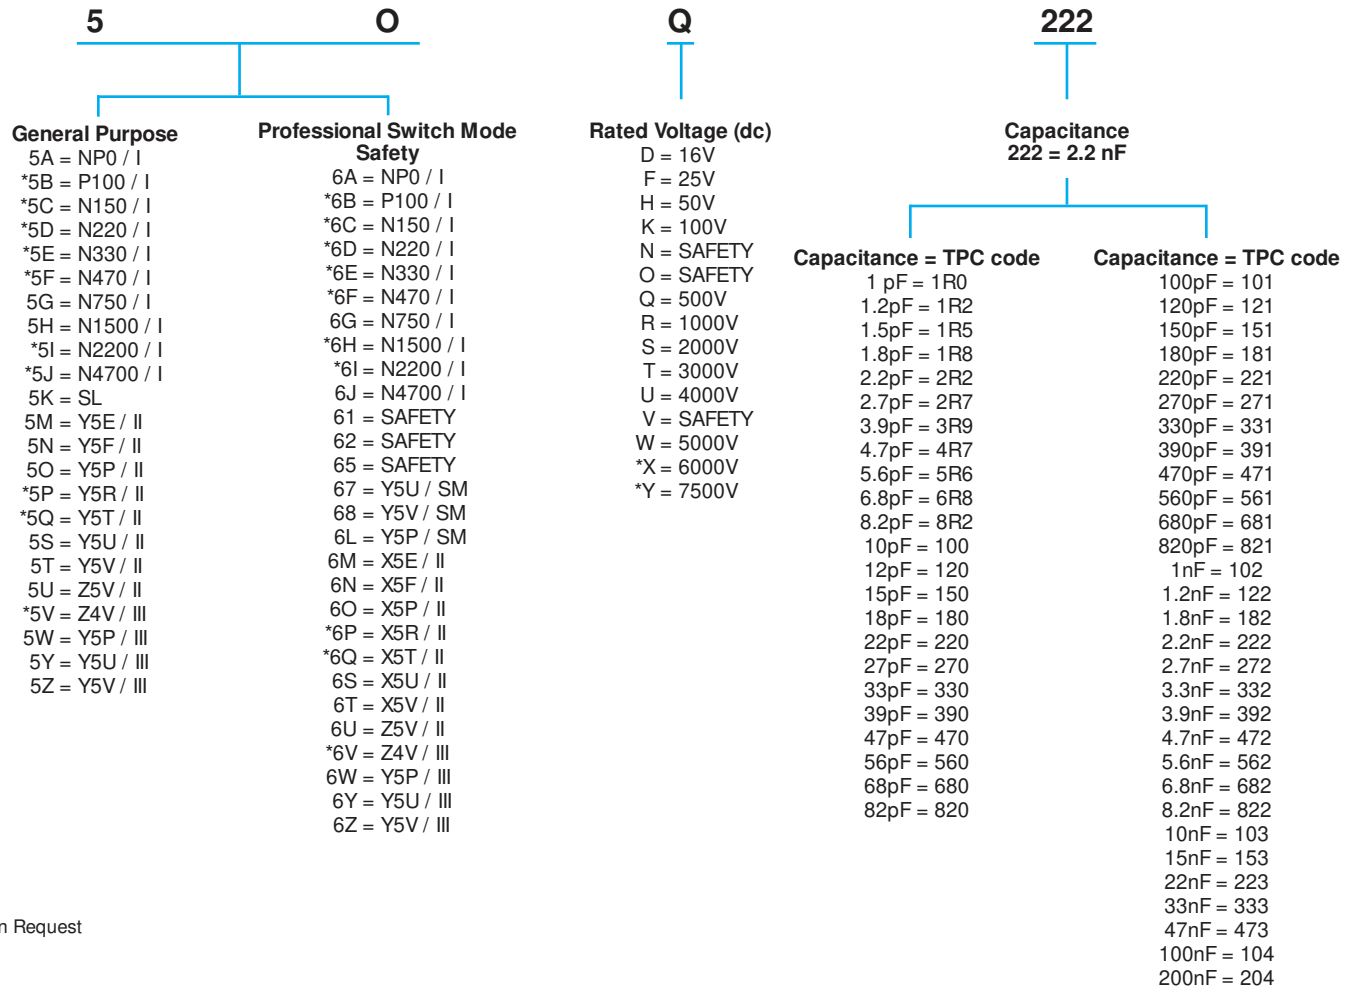 5 O Q 222
General Purpose
5A = NP0 / I
*5B = P100 / I
*5C = N150 / I
*5D = N220 / I
*5E = N330 / I
*5F = N470 / I
5G = N750 / I
5H = N1500 / I
*5I = N2200 / I
*5J = N4700 / I
5K = SL
5M = Y5E / II
5N = Y5F / II
5O = Y5P / II
*5P = Y5R / II
*5Q = Y5T / II
5S = Y5U / II
5T = Y5V / II
5U = Z5V / II
*5V = Z4V / III
5W = Y5P / III
5Y = Y5U / III
5Z = Y5V / III
Professional Switch Mode
Safety
6A = NP0 / I
*6B = P100 / I
*6C = N150 / I
*6D = N220 / I
*6E = N330 / I
*6F = N470 / I
6G = N750 / I
*6H = N1500 / I
*6I = N2200 / I
6J = N4700 / I
61 = SAFETY
62 = SAFETY
65 = SAFETY
67 = Y5U / SM
68 = Y5V / SM
6L = Y5P / SM
6M = X5E / II
6N = X5F / II
6O = X5P / II
*6P = X5R / II
*6Q = X5T / II
6S = X5U / II
6T = X5V / II
6U = Z5V / II
*6V = Z4V / III
6W = Y5P / III
6Y = Y5U / III
6Z = Y5V / III
Rated Voltage (dc)
D = 16V
F = 25V
H = 50V
K = 100V
N = SAFETY
O = SAFETY
Q = 500V
R = 1000V
S = 2000V
T = 3000V
U = 4000V
V = SAFETY
W = 5000V
*X = 6000V
*Y = 7500V
Capacitance
222 = 2.2 nF
Capacitance = TPC code
1 pF = 1R0
1.2pF = 1R2
1.5pF = 1R5
1.8pF = 1R8
2.2pF = 2R2
2.7pF = 2R7
3.9pF = 3R9
4.7pF = 4R7
5.6pF = 5R6
6.8pF = 6R8
8.2pF = 8R2
10pF = 100
12pF = 120
15pF = 150
18pF = 180
22pF = 220
27pF = 270
33pF = 330
39pF = 390
47pF = 470
56pF = 560
68pF = 680
82pF = 820
Capacitance = TPC code
100pF = 101
120pF = 121
150pF = 151
180pF = 181
220pF = 221
270pF = 271
330pF = 331
390pF = 391
470pF = 471
560pF = 561
680pF = 681
820pF = 821
1nF = 102
1.2nF = 122
1.8nF = 182
2.2nF = 222
2.7nF = 272
3.3nF = 332
3.9nF = 392
4.7nF = 472
5.6nF = 562
6.8nF = 682
8.2nF = 822
10nF = 103
15nF = 153
22nF = 223
33nF = 333
47nF = 473
100nF = 104
200nF = 204
n Request